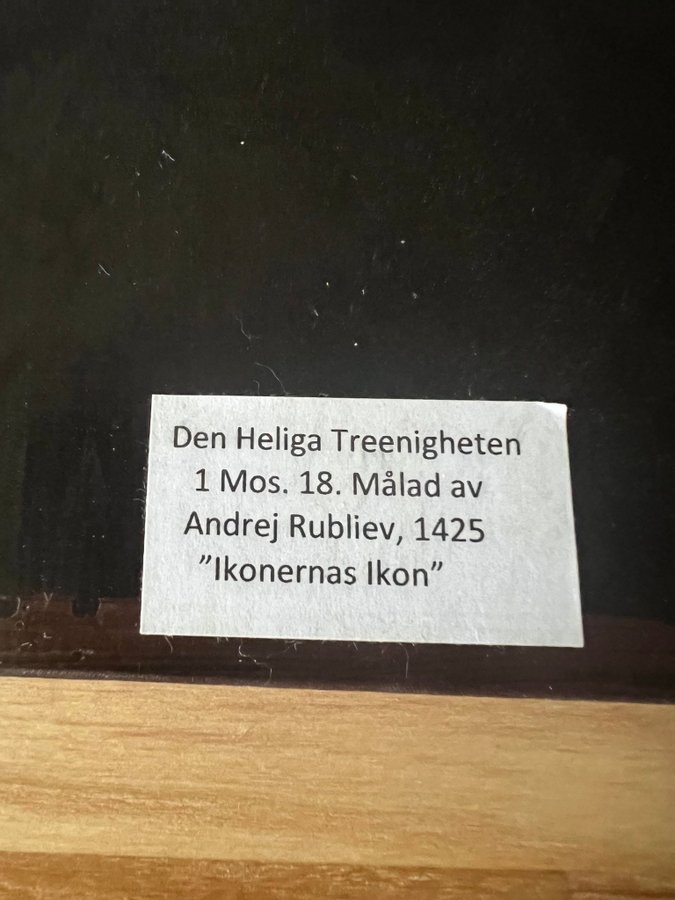 Den Heliga Treenigheten
1 Mos. 18. Målad av
Andrej Rubliev, 1425
”Ikonernas Ikon”